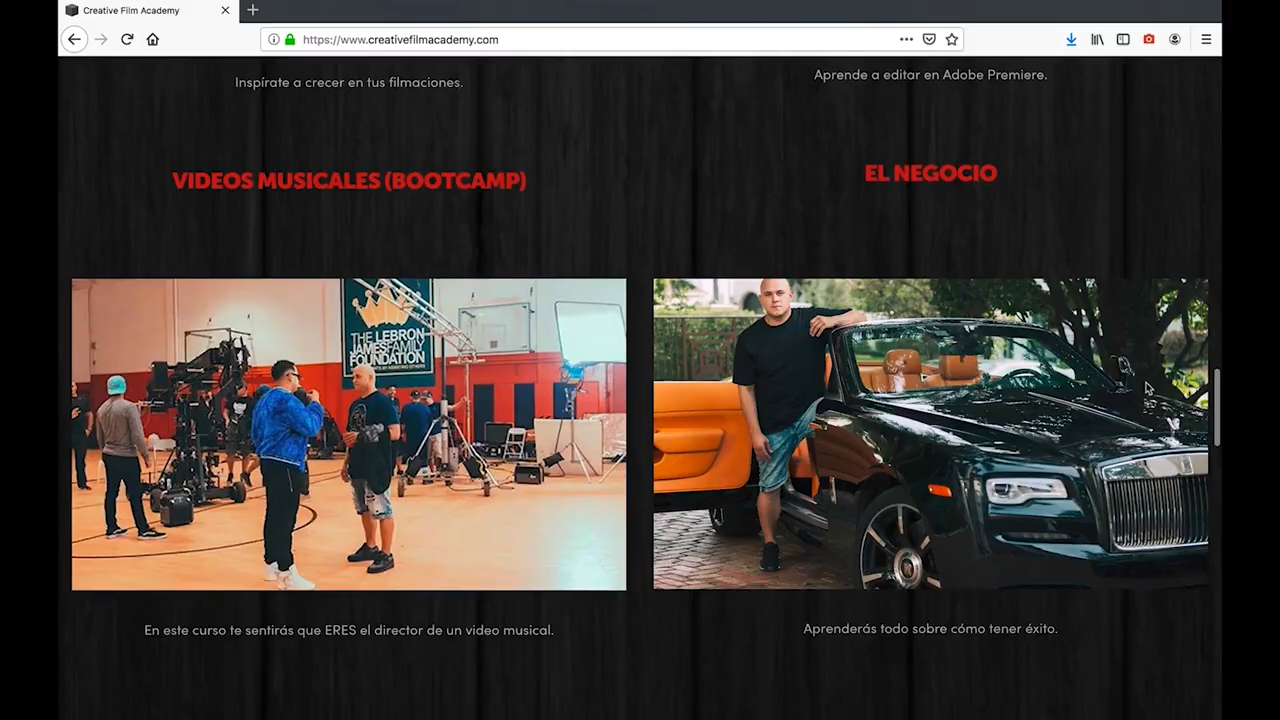 Creative Film Academy
https://www.creativefilmacademy.com
Inspírate a crecer en tus filmaciones.
Aprende a editar en Adobe Premiere.
VIDEOS MUSICALES (BOOTCAMP)
EL NEGOCIO
THE LEBRON
JAMES FAMILY
FOUNDATION
En este curso te sentirás que ERES el director de un video musical.
Aprenderás todo sobre cómo tener éxito.